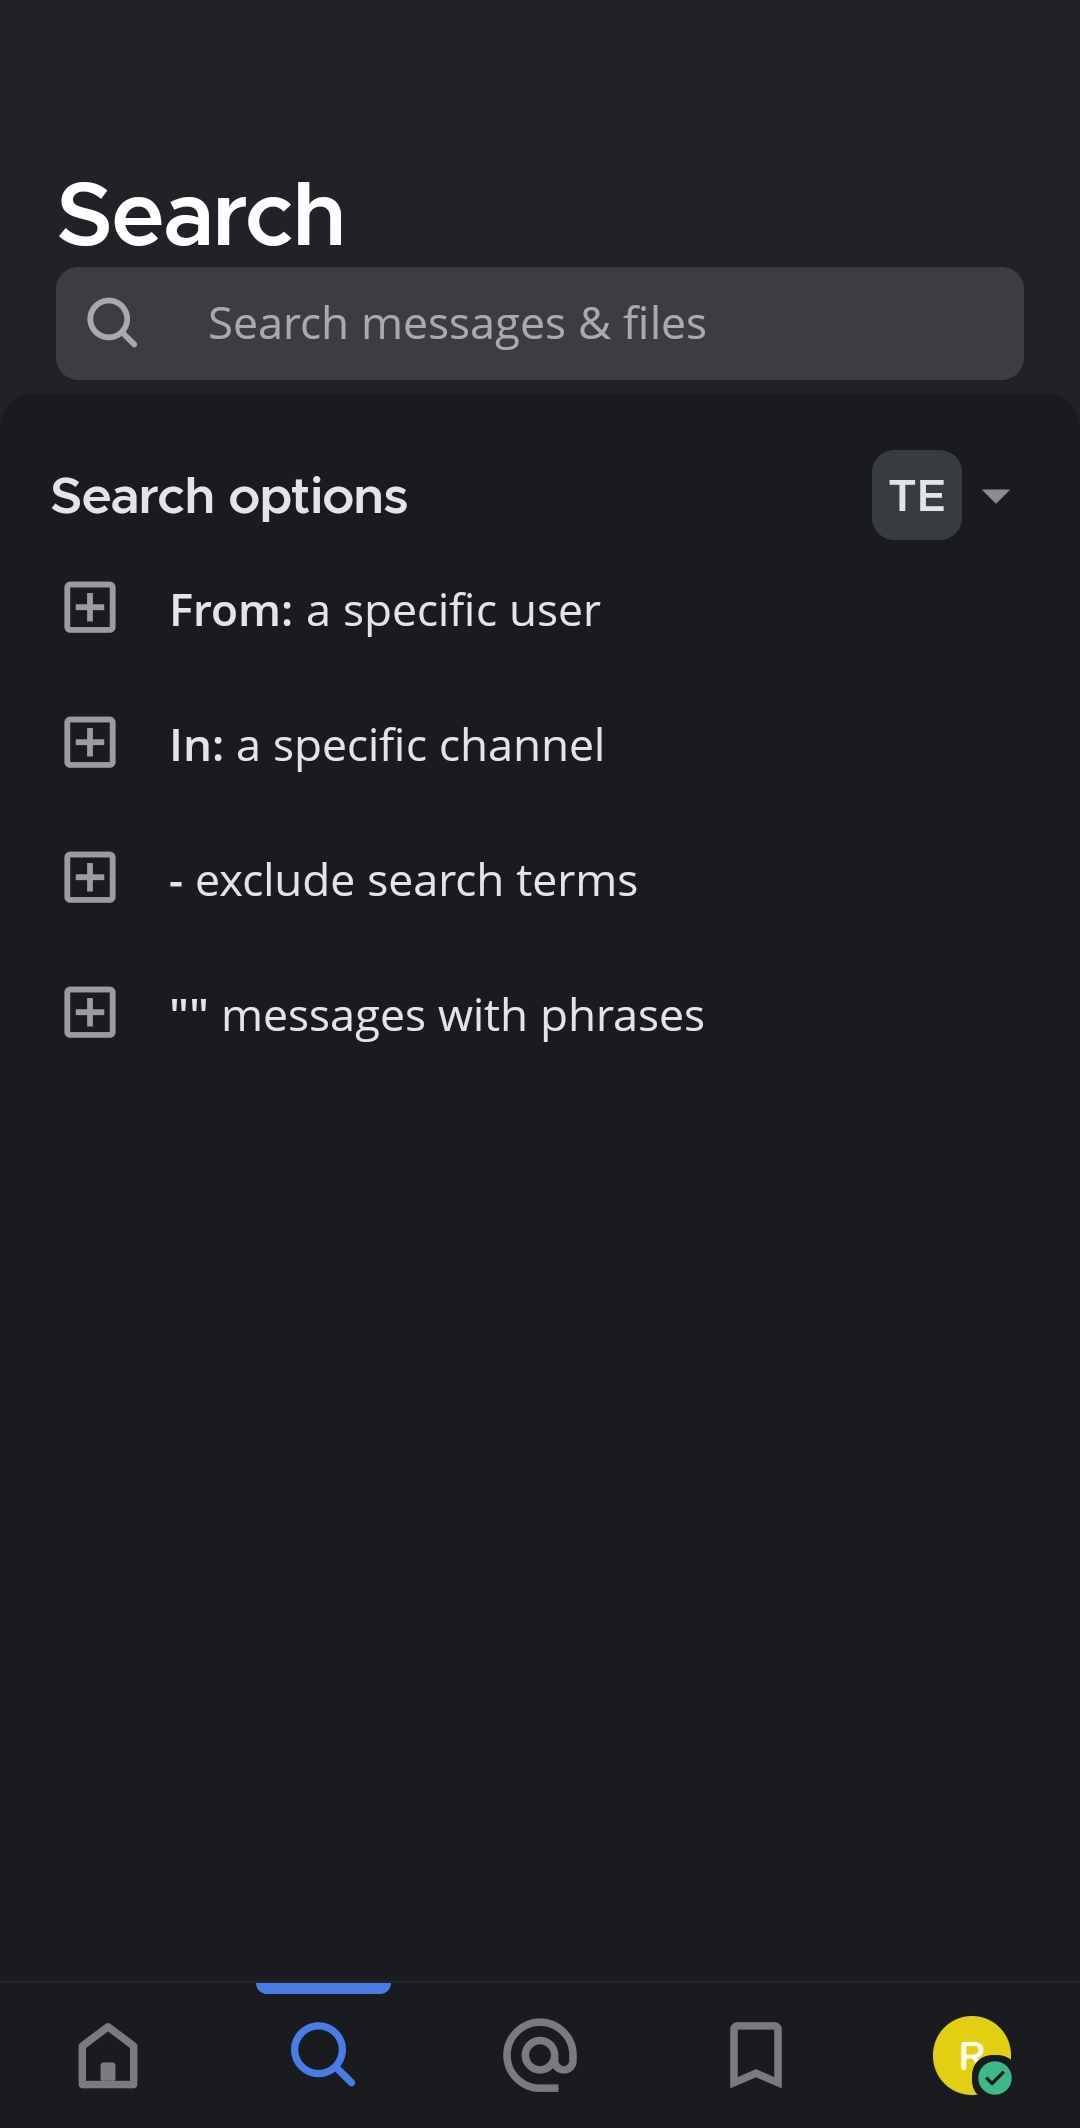 Search
Search messages & files
Search options
TE
From: a specific user
In: a specific channel
- exclude search terms
"" messages with phrases
R